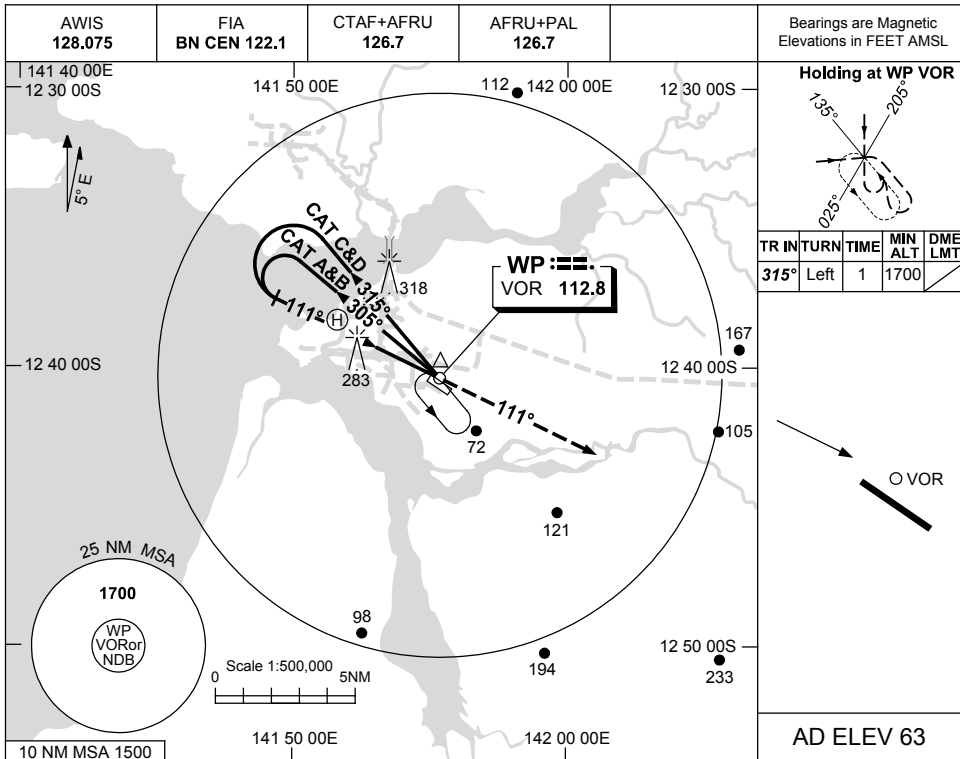 AWIS
128.075
FIA
BN CEN 122.1
CTAF+AFRU
126.7
AFRU+PAL
126.7
Bearings are Magnetic
Elevations in FEET AMSL
141 40 00E
12 30 00S
141 50 00E
112
142 00 00E
12 30 00S
5° E
CAT C&D
CAT A&B
315°
305°
111°
H
318
283
WP
VOR 112.8
12 40 00S
167
12 40 00S
105
111°
72
121
25 NM MSA
1700
WP
VORor
NDB
98
194
12 50 00S
233
Scale 1:500,000
0
5NM
10 NM MSA 1500
141 50 00E
142 00 00E
Holding at WP VOR
135°
205°
025°
TR IN TURN TIME MIN ALT DME LMT
315° Left 1 1700
VOR
AD ELEV 63